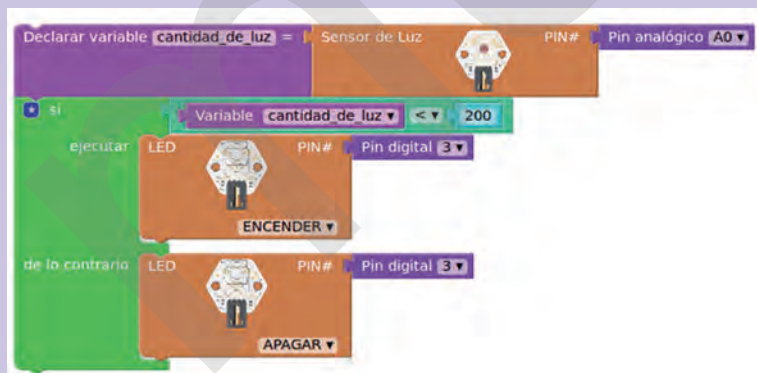 Declarar variable cantidad_de_luz = Sensor de Luz PIN# Pin analógico A0
si Variable cantidad_de_luz < 200
ejecutar LED PIN# Pin digital 3
ENCENDER
de lo contrario LED PIN# Pin digital 3
APAGAR